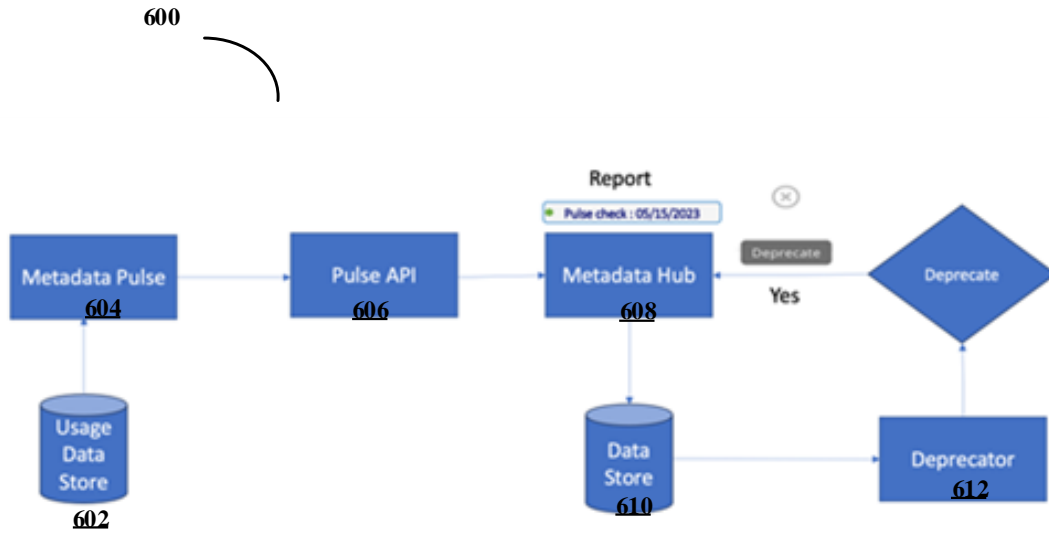 600
Report
Pulse check : 05/15/2023
Metadata Pulse
604
Pulse API
606
Metadata Hub
608
Deprecate
Yes
Deprecate
Usage
Data
Store
602
Data
Store
610
Deprecator
612